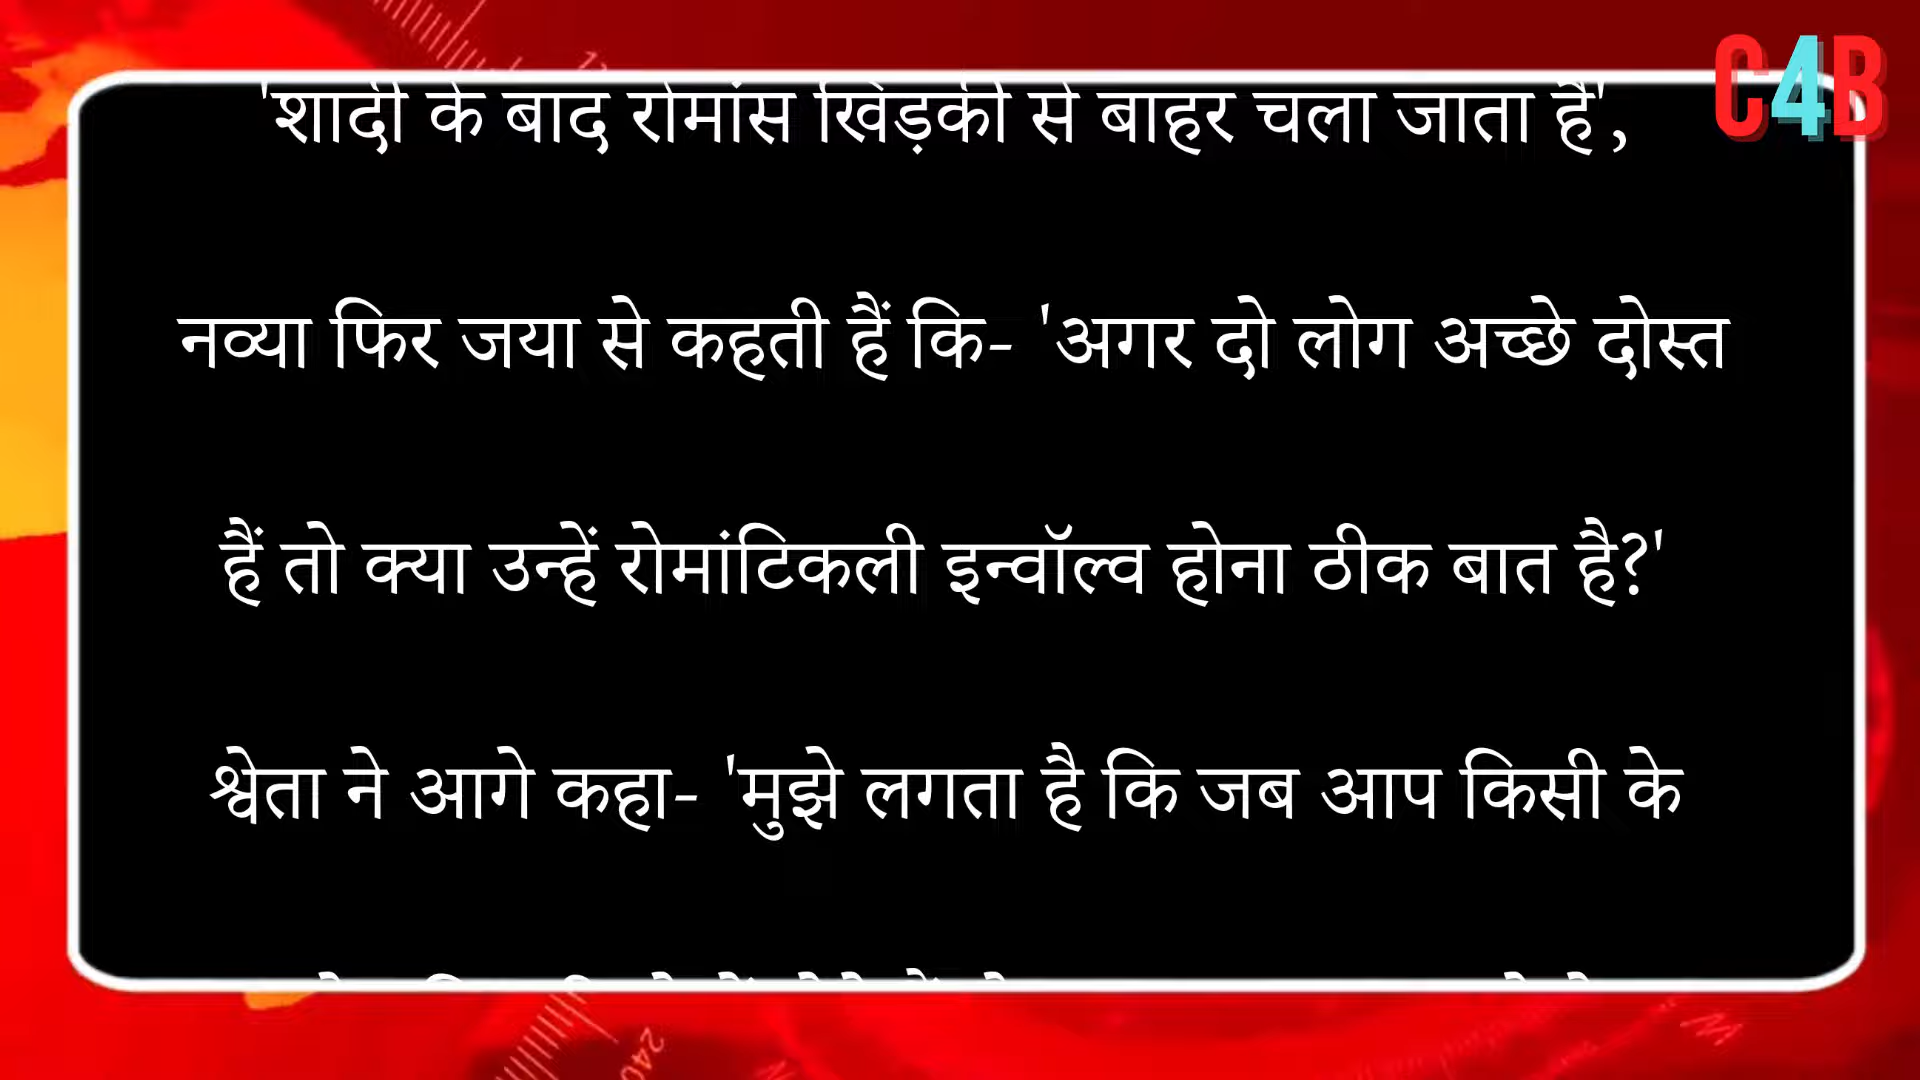 C4B
'शादी के बाद रोमांस खिड़की से बाहर चला जाता है',
नव्या फिर जया से कहती हैं कि- 'अगर दो लोग अच्छे दोस्त
हैं तो क्या उन्हें रोमांटिकली इन्वॉल्व होना ठीक बात है?'
श्वेता ने आगे कहा- 'मुझे लगता है कि जब आप किसी के